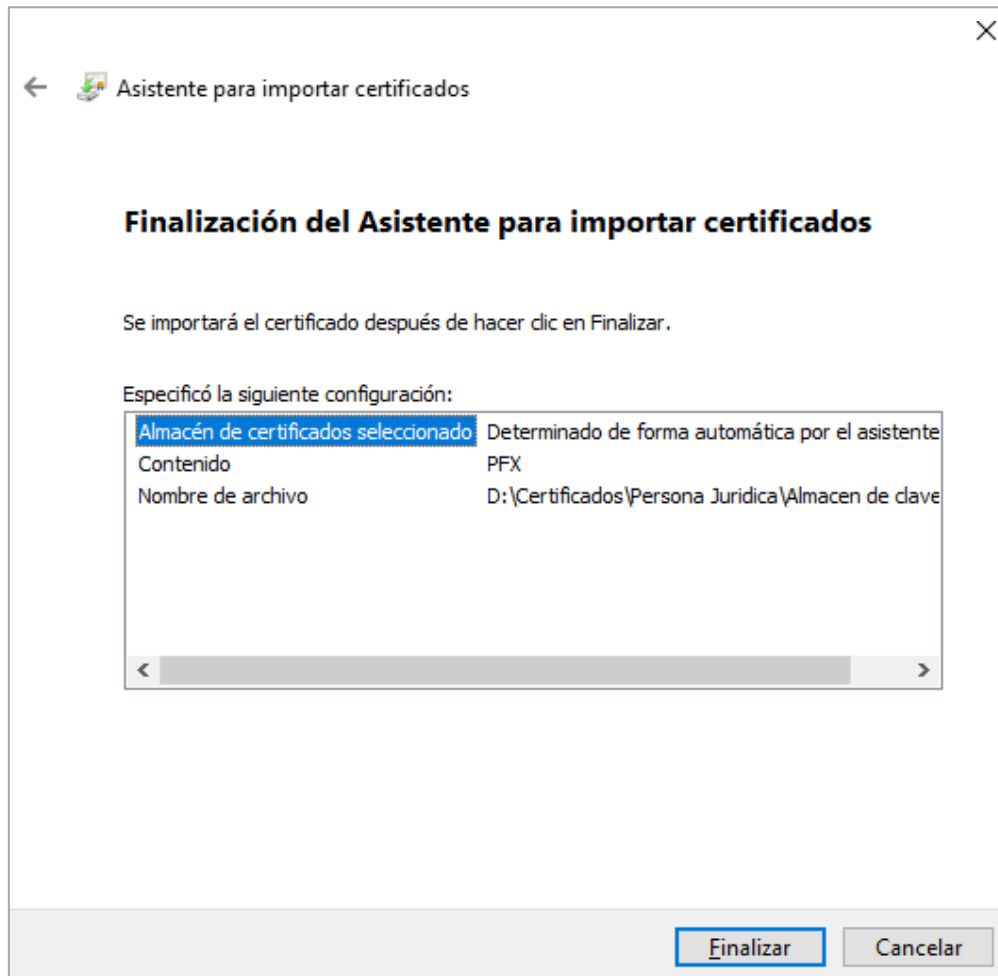 Asistente para importar certificados
Finalización del Asistente para importar certificados
Se importará el certificado después de hacer clic en Finalizar.
Especificó la siguiente configuración:
Almacén de certificados seleccionado Determinado de forma automática por el asistente
Contenido PFX
Nombre de archivo D:\Certificados\Persona Juridica\Almacen de clave
Finalizar Cancelar